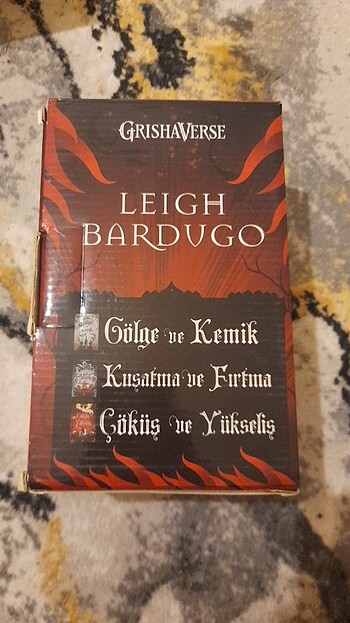 GRISHAVERSE
LEIGH
BARDUGO
Gölge ve Kemik
Kuşatma ve Fırtına
Çöküş ve Yükseliş